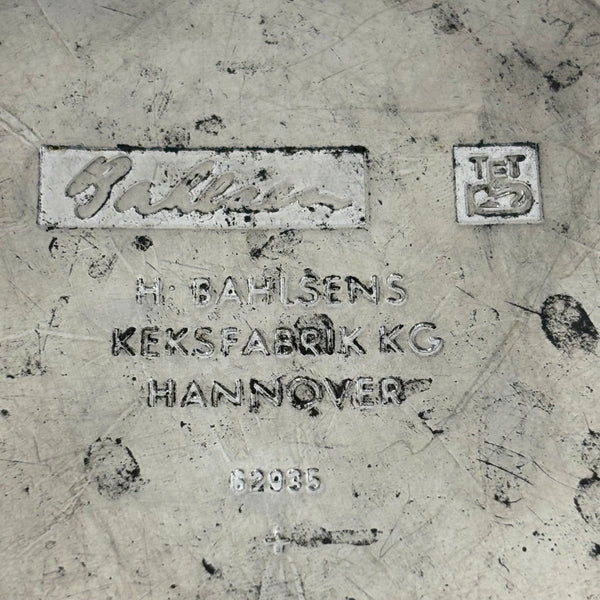 Bahlsen
TET
H. BAHLSENS
KEKSFABRIK KG
HANNOVER
62935
+